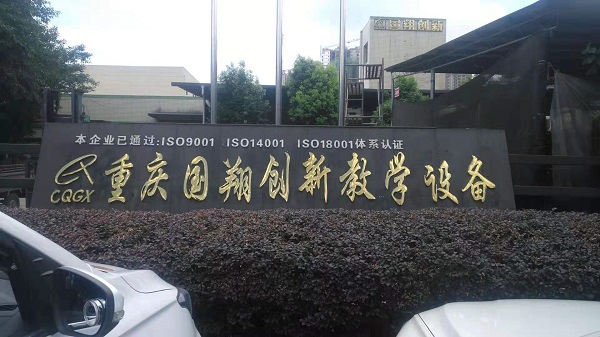 国翔创新
本企业已通过:ISO9001 ISO14001 ISO18001体系认证
CQGX 重庆国翔创新教学设备